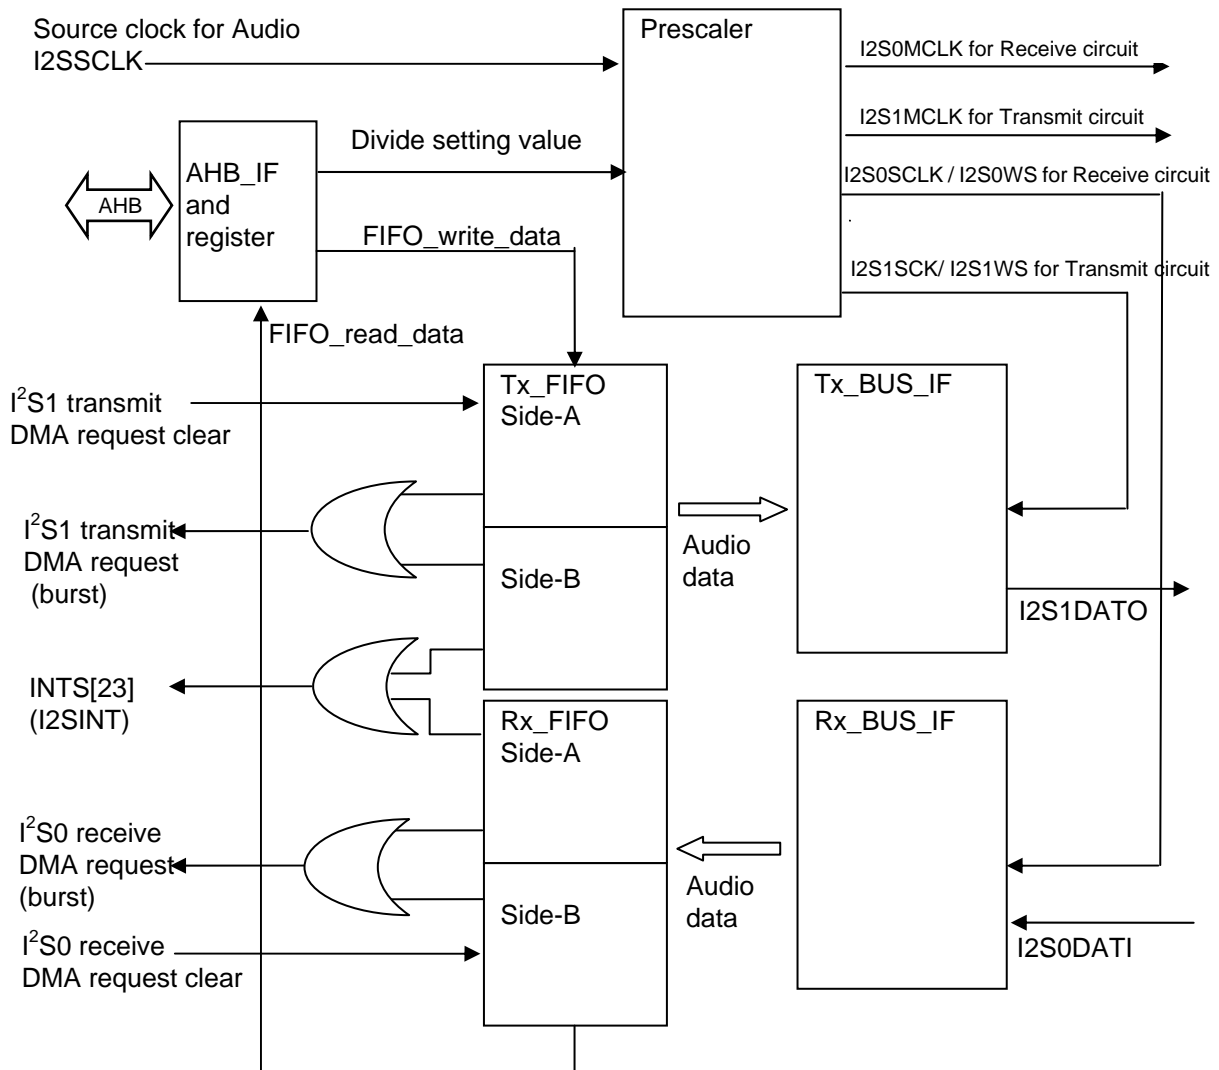 Source clock for Audio
I2SSCLK
Prescaler
I2S0MCLK for Receive circuit
I2S1MCLK for Transmit circuit
Divide setting value
AHB_IF
and
register
AHB
I2S0SCLK / I2S0WS for Receive circuit
FIFO_write_data
I2S1SCK/ I2S1WS for Transmit circuit
FIFO_read_data
I²S1 transmit
DMA request clear
Tx_FIFO
Side-A
Tx_BUS_IF
I²S1 transmit
DMA request
(burst)
Audio
data
Side-B
I2S1DATO
INTS[23]
(I2SINT)
Rx_FIFO
Side-A
Rx_BUS_IF
I²S0 receive
DMA request
(burst)
Audio
data
Side-B
I²S0 receive
DMA request clear
I2S0DATI